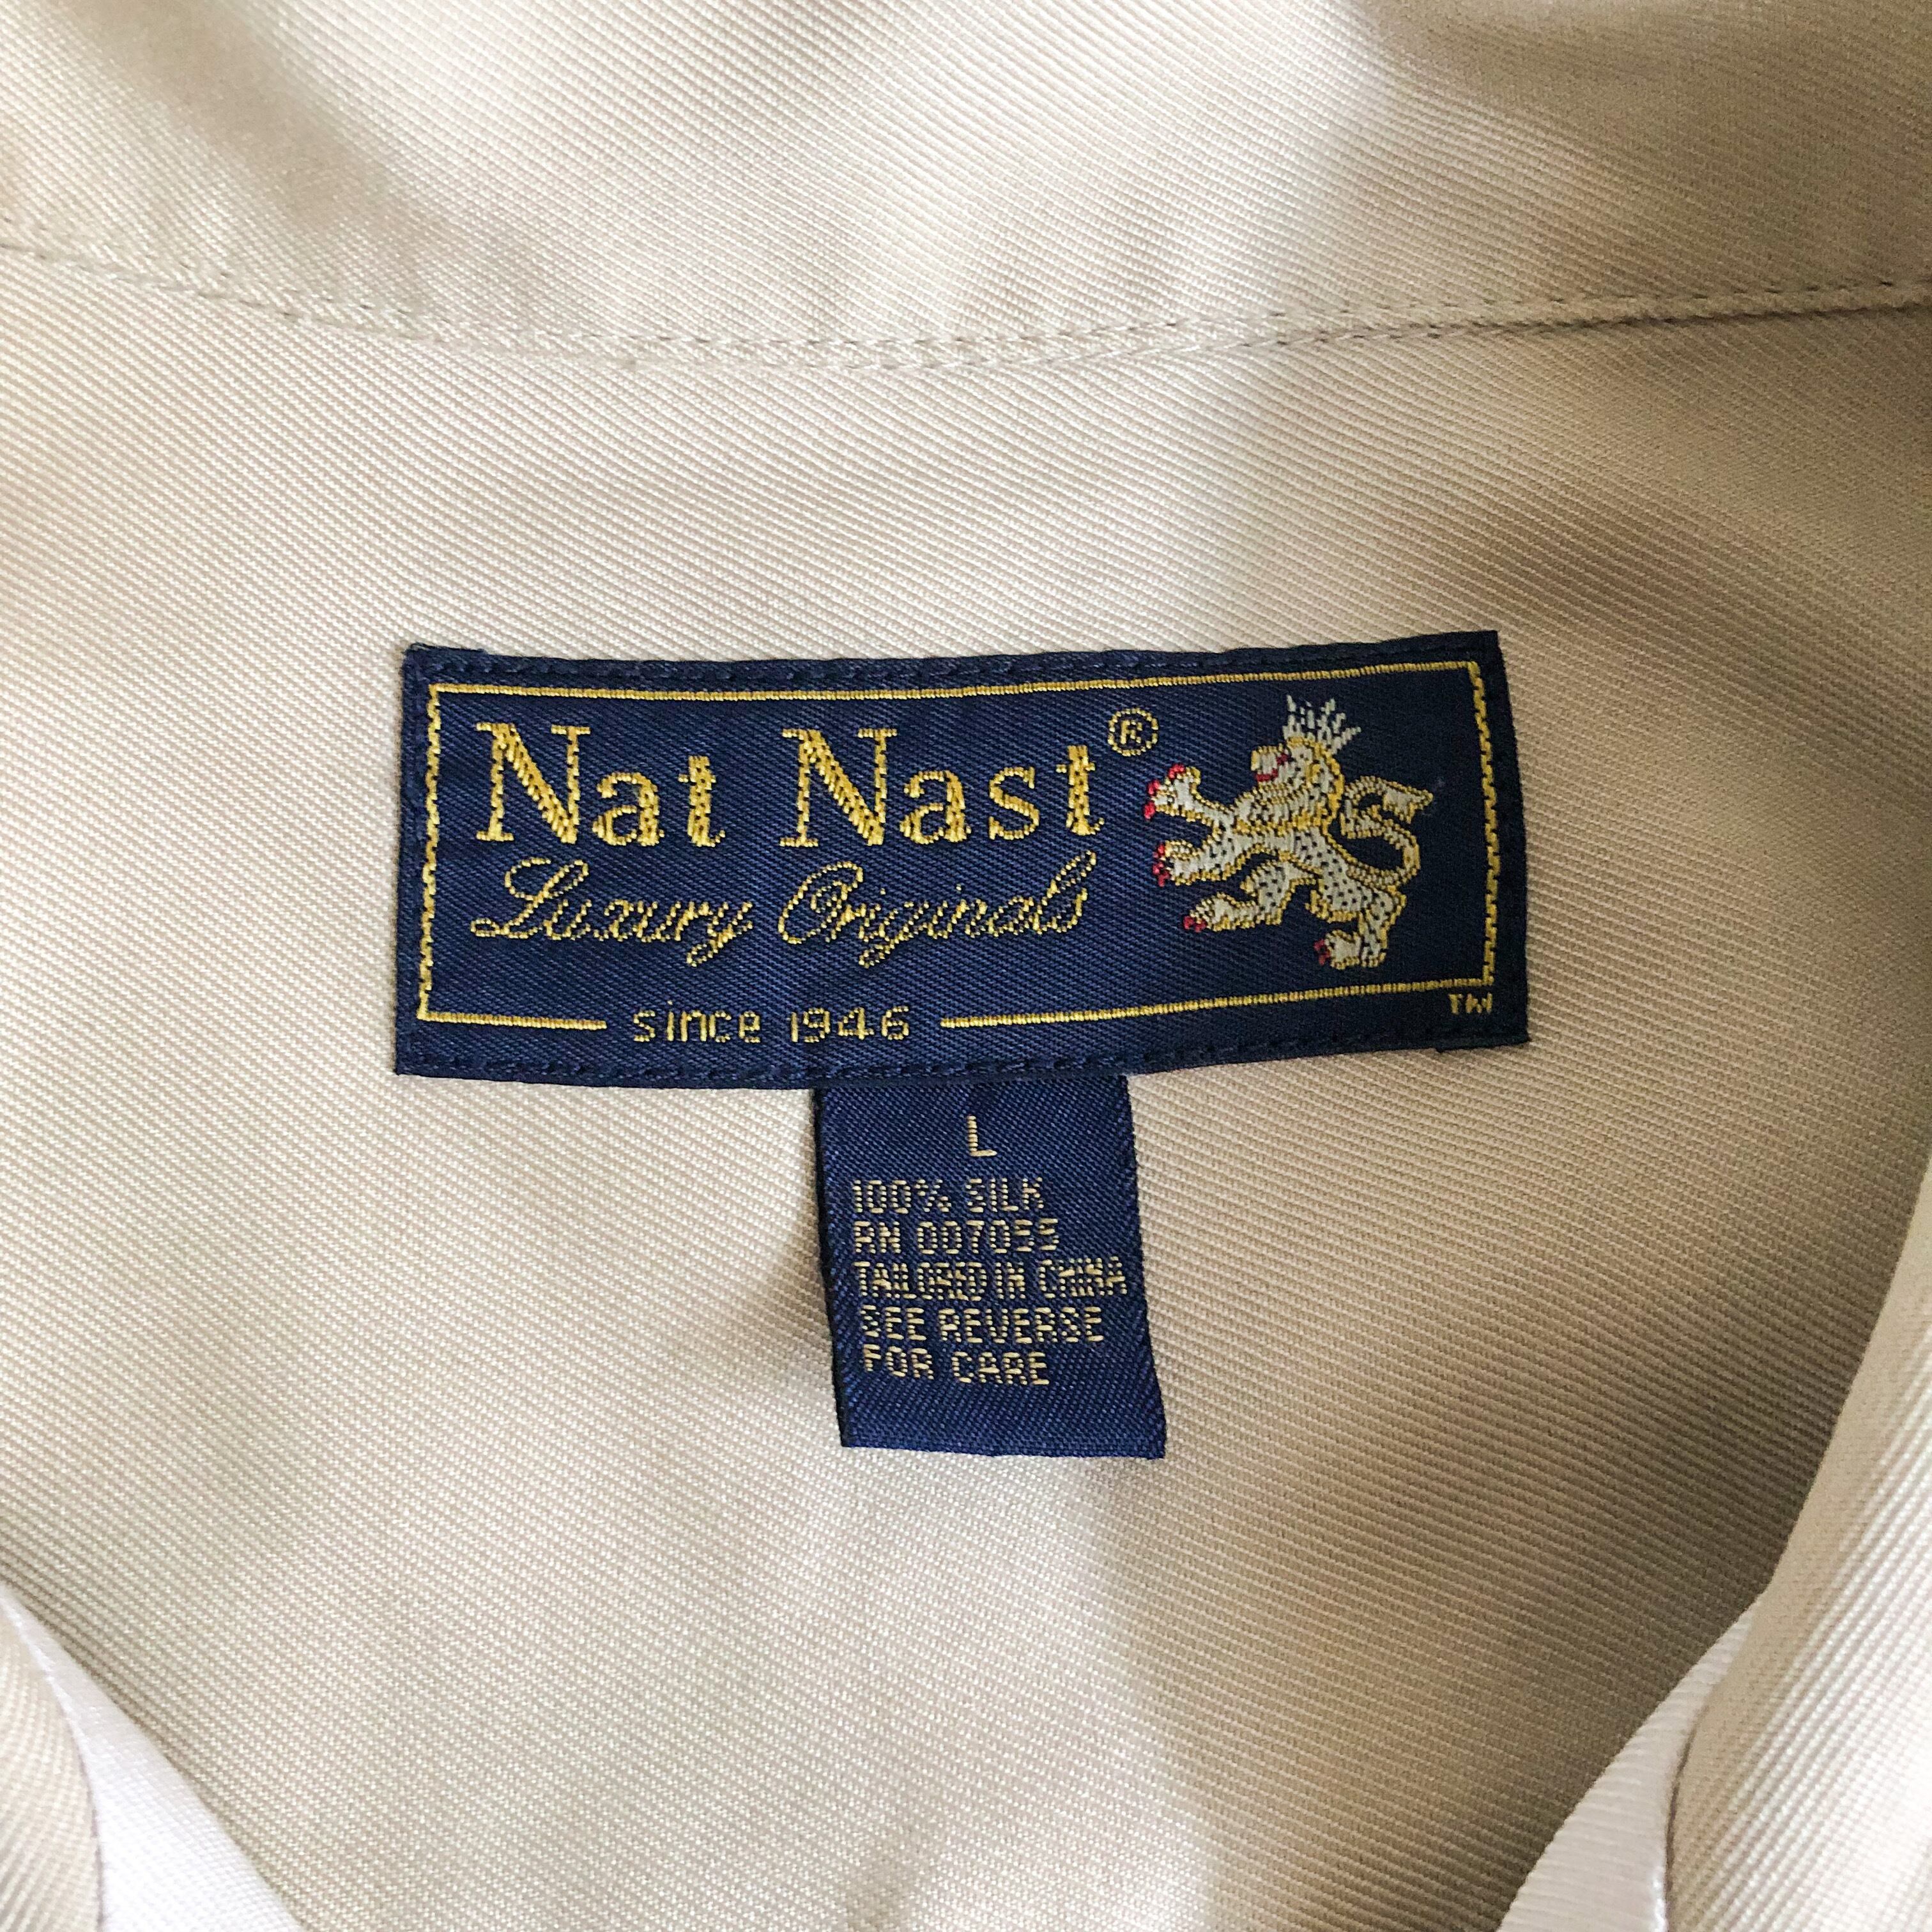 Nat Nast®
Luxury Originals
since 1946
TM
L
100% SILK
RN 007055
TAILORED IN CHINA
SEE REVERSE
FOR CARE